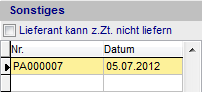 Sonstiges
Lieferant kann z.Zt. nicht liefern
Nr. Datum
PA000007 05.07.2012